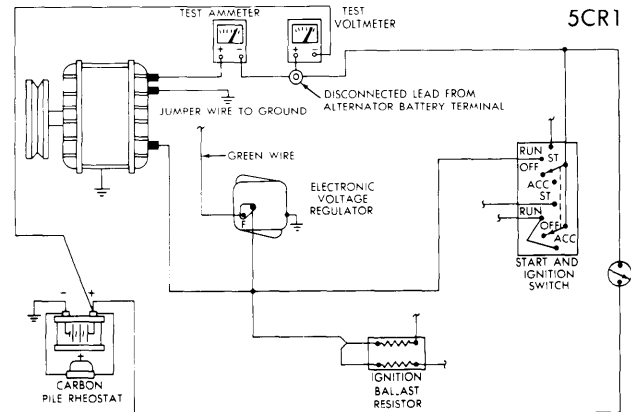 TEST AMMETER
TEST
VOLTMETER
5CR1
+ -
+ -
DISCONNECTED LEAD FROM
ALTERNATOR BATTERY TERMINAL
JUMPER WIRE TO GROUND
GREEN WIRE
ELECTRONIC
VOLTAGE
REGULATOR
F
RUN
ST
OFF
ACC
ST
RUN
OFF
ACC
START AND
IGNITION
SWITCH
- +
+
CARBON
PILE RHEOSTAT
IGNITION
BALLAST
RESISTOR